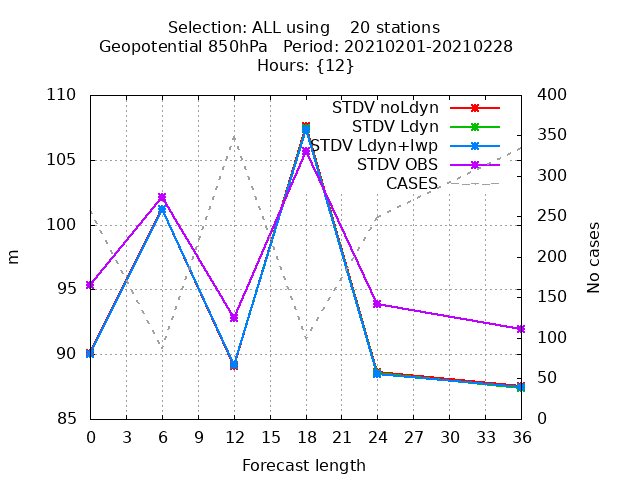 Selection: ALL using    20 stations
Geopotential 850hPa   Period: 20210201-20210228
Hours: {12}
110 400
105 350
100 300
95 250
90 200
85 150
100
50
0
m
No cases
STDV noLdyn
STDV Ldyn
STDV Ldyn+lwp
STDV OBS
CASES
0 3 6 9 12 15 18 21 24 27 30 33 36
Forecast length